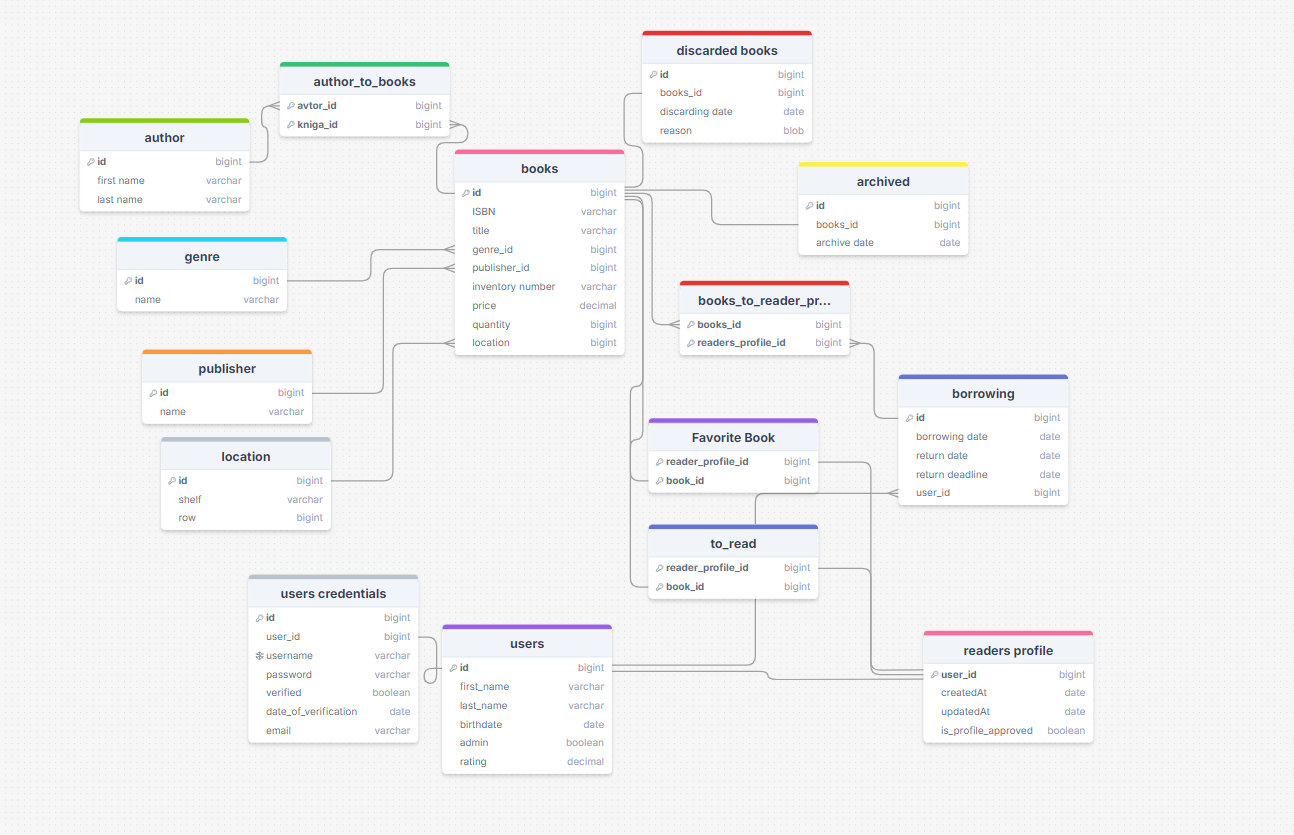 discarded books
id bigint
books_id bigint
discarding date date
reason blob
author_to_books
avtor_id bigint
kniga_id bigint
author
id bigint
first name varchar
last name varchar
books
id bigint
ISBN varchar
title varchar
genre_id bigint
publisher_id bigint
inventory number varchar
price decimal
quantity bigint
location bigint
archived
id bigint
books_id bigint
archive date date
genre
id bigint
name varchar
books_to_reader_pr...
books_id bigint
readers_profile_id bigint
publisher
id bigint
name varchar
borrowing
id bigint
borrowing date date
return date date
return deadline date
user_id bigint
location
id bigint
shelf varchar
row bigint
Favorite Book
reader_profile_id bigint
book_id bigint
to_read
reader_profile_id bigint
book_id bigint
users credentials
id bigint
user_id bigint
username varchar
password varchar
verified boolean
date_of_verification date
email varchar
users
id bigint
first_name varchar
last_name varchar
birthdate date
admin boolean
rating decimal
readers profile
user_id bigint
createdAt date
updatedAt date
is_profile_approved boolean